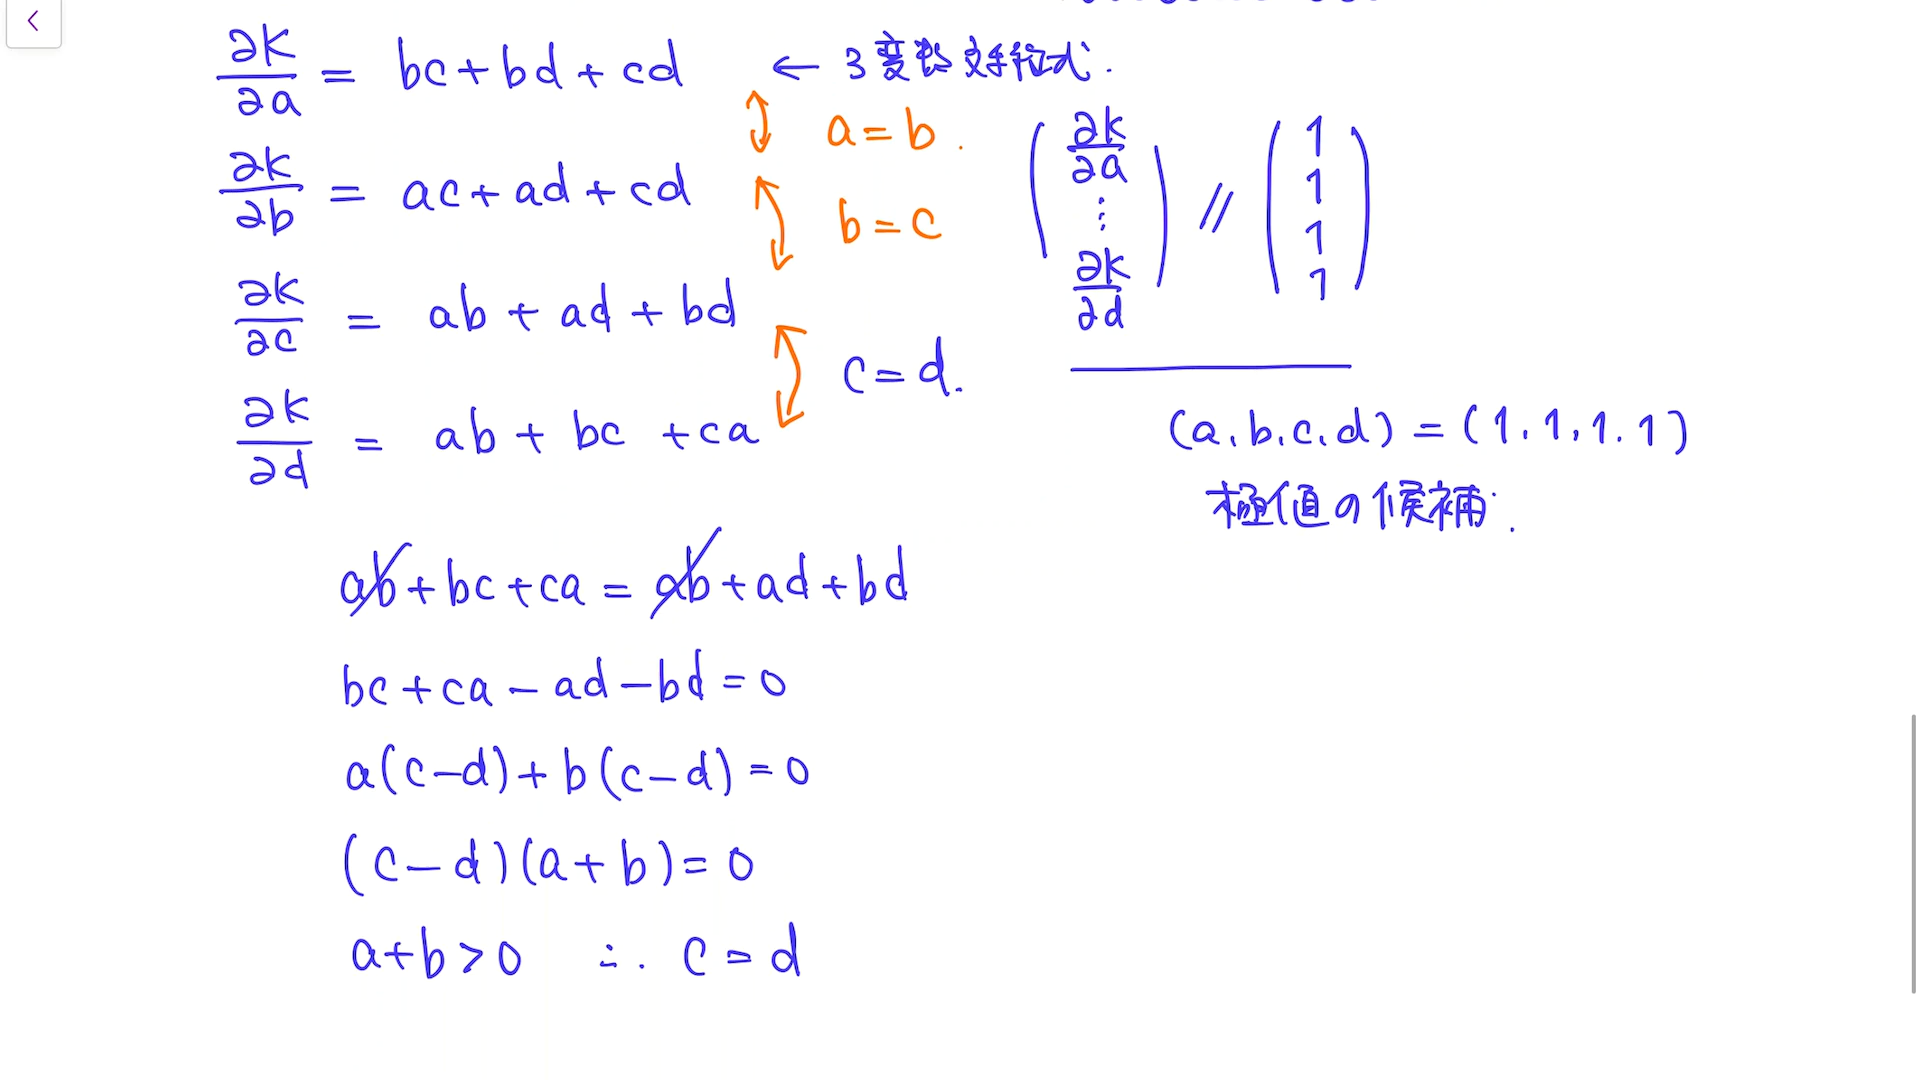 ∂K/∂a = bc + bd + cd ← 3変数対称式.
a = b.
∂K/∂b = ac + ad + cd
b = c
∂K/∂c = ab + ad + bd
c = d.
∂K/∂d = ab + bc + ca
(∂K/∂a ⋮ ∂K/∂d) // (1 1 1 1)
(a, b, c, d) = (1, 1, 1, 1)
極値の候補.
ab + bc + ca = ab + ad + bd
bc + ca − ad − bd = 0
a(c−d) + b(c−d) = 0
(c−d)(a+b) = 0
a+b > 0 ∴ c = d